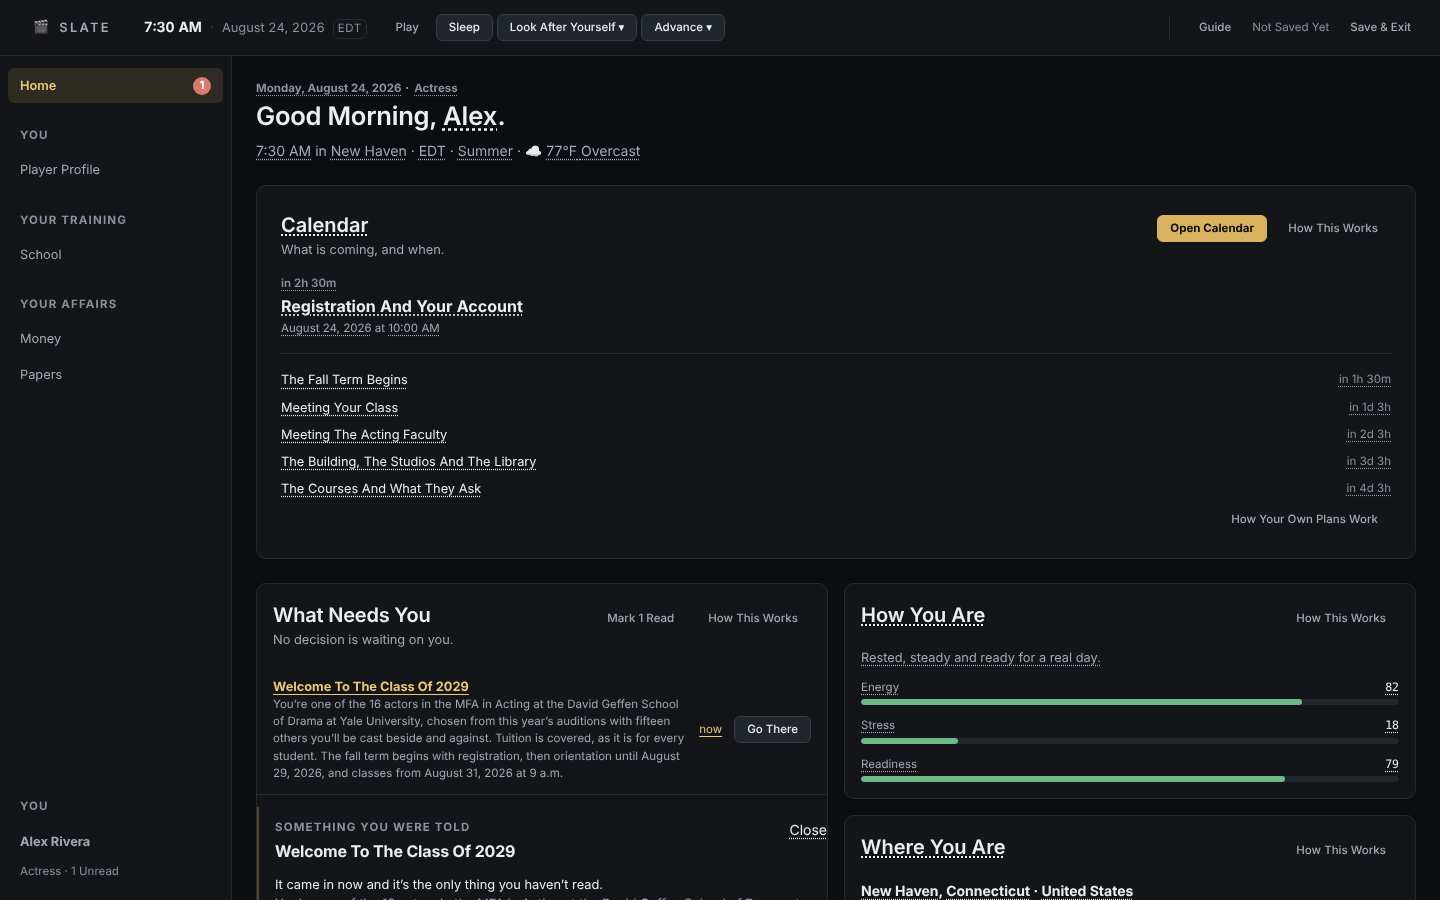 SLATE
7:30 AM · August 24, 2026 EDT
Play
Sleep
Look After Yourself ▾
Advance ▾
Guide
Not Saved Yet
Save & Exit
Home
1
YOU
Player Profile
YOUR TRAINING
School
YOUR AFFAIRS
Money
Papers
YOU
Alex Rivera
Actress · 1 Unread
Monday, August 24, 2026 · Actress
Good Morning, Alex.
7:30 AM in New Haven · EDT · Summer · 77°F Overcast
Calendar
What is coming, and when.
Open Calendar
How This Works
in 2h 30m
Registration And Your Account
August 24, 2026 at 10:00 AM
The Fall Term Begins in 1h 30m
Meeting Your Class in 1d 3h
Meeting The Acting Faculty in 2d 3h
The Building, The Studios And The Library in 3d 3h
The Courses And What They Ask in 4d 3h
How Your Own Plans Work
What Needs You
No decision is waiting on you.
Mark 1 Read
How This Works
Welcome To The Class Of 2029
You're one of the 16 actors in the MFA in Acting at the David Geffen School
of Drama at Yale University, chosen from this year's auditions with fifteen
others you'll be cast beside and against. Tuition is covered, as it is for every
student. The fall term begins with registration, then orientation until August
29, 2026, and classes from August 31, 2026 at 9 a.m.
now
Go There
SOMETHING YOU WERE TOLD
Close
Welcome To The Class Of 2029
It came in now and it's the only thing you haven't read.
How You Are
How This Works
Rested, steady and ready for a real day.
Energy 82
Stress 18
Readiness 79
Where You Are
How This Works
New Haven, Connecticut · United States